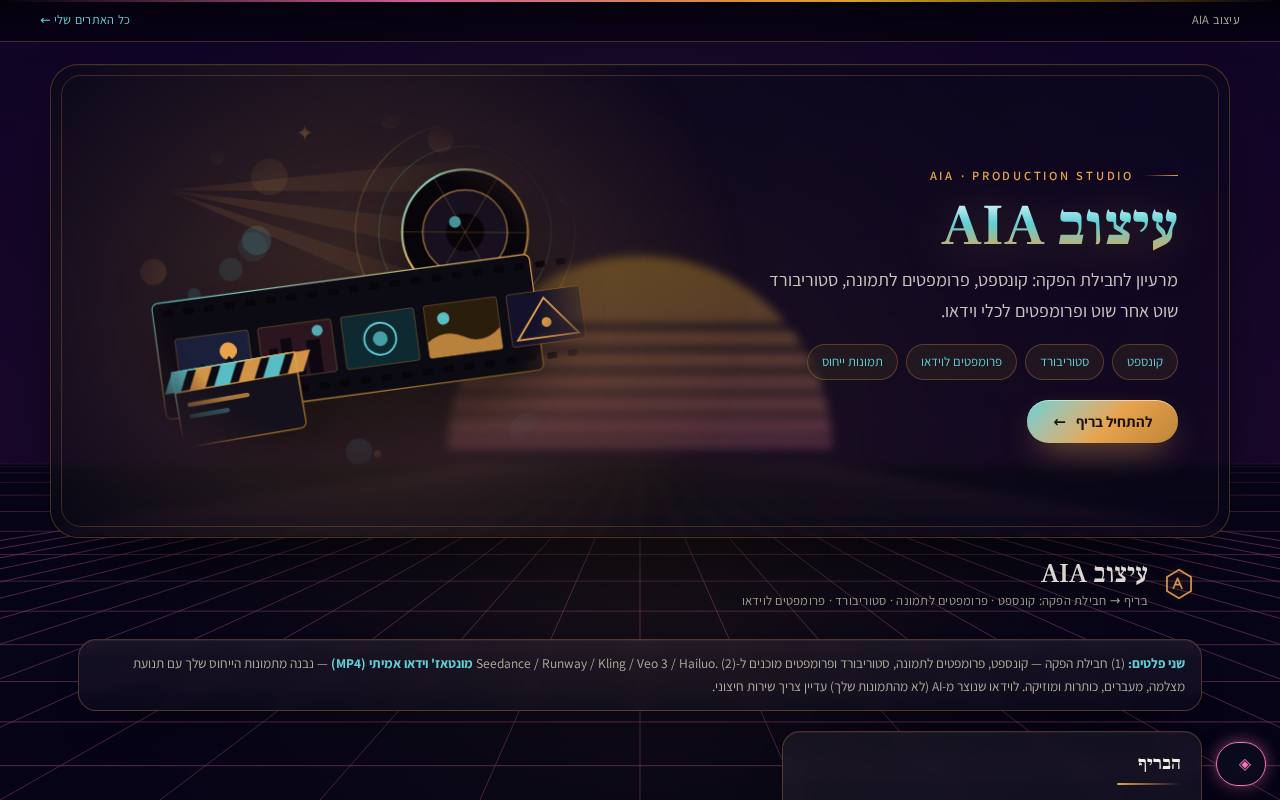 עיצוב AIA
כל האתרים שלי ←
AIA · PRODUCTION STUDIO
עיצוב AIA
מרעיון לחבילת הפקה: קונספט, פרומפטים לתמונה, סטוריבורד
שוט אחר שוט ופרומפטים לכלי וידאו.
קונספט
סטוריבורד
פרומפטים לוידאו
תמונות ייחוס
להתחיל בריף ←
עיצוב AIA
בריף → חבילת הפקה: קונספט · פרומפטים לתמונה · סטוריבורד · פרומפטים לוידאו
שני פלטים: (1) חבילת הפקה — קונספט, פרומפטים לתמונה, סטוריבורד ופרומפטים מוכנים ל-Seedance / Runway / Kling / Veo 3 / Hailuo. (2) מונטאז' וידאו אמיתי (MP4) — נבנה מתמונות הייחוס שלך עם תנועת
מצלמה, מעברים, כותרות ומוזיקה. לוידאו שנוצר מ-AI (לא מהתמונות שלך) עדיין צריך שירות חיצוני.
הבריף